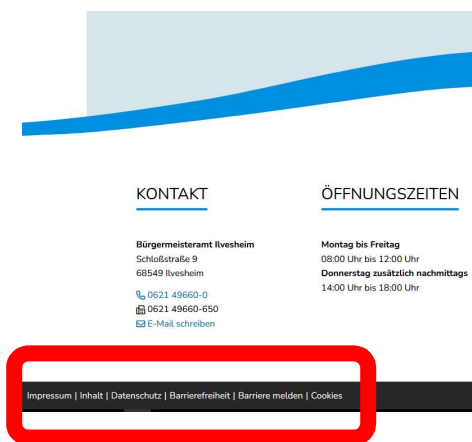 KONTAKT
Bürgermeisteramt Ilvesheim
Schloßstraße 9
68549 Ilvesheim
0621 49660-0
0621 49660-650
E-Mail schreiben
ÖFFNUNGSZEITEN
Montag bis Freitag
08:00 Uhr bis 12:00 Uhr
Donnerstag zusätzlich nachmittags
14:00 Uhr bis 18:00 Uhr
Impressum | Inhalt | Datenschutz | Barrierefreiheit | Barriere melden | Cookies